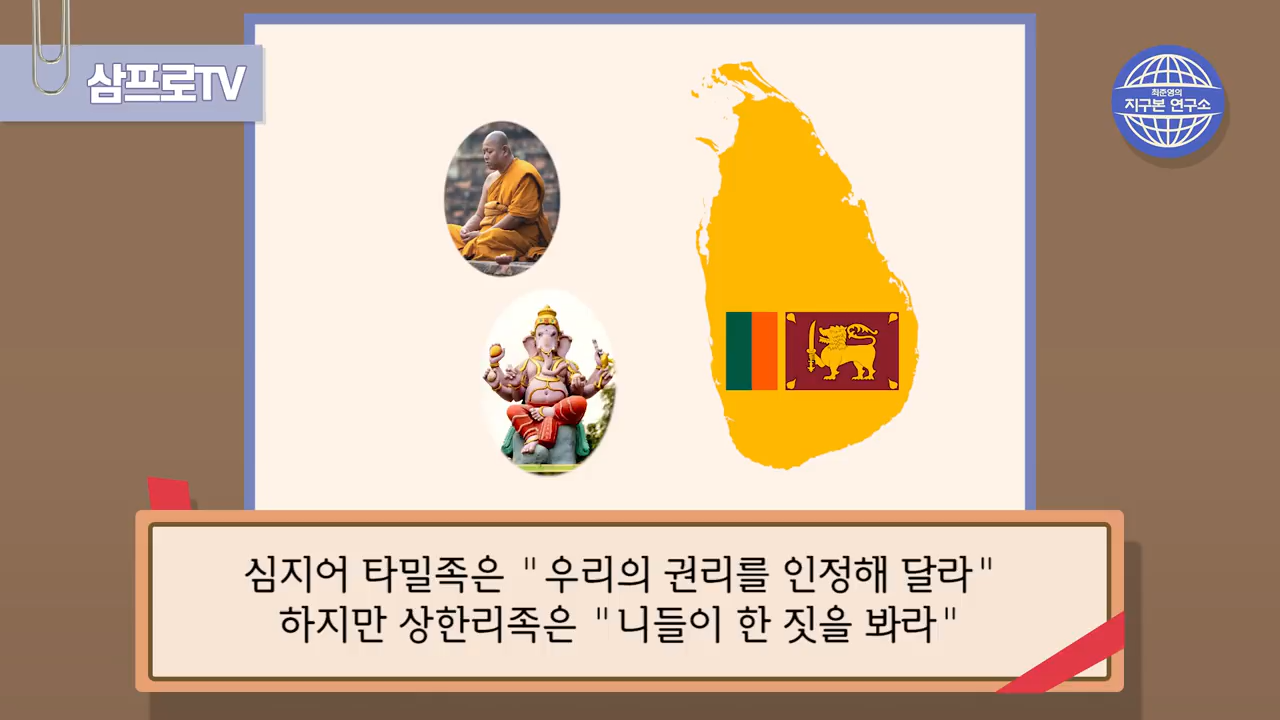 삼프로TV
최준영의
지구본 연구소
심지어 타밀족은 "우리의 권리를 인정해 달라"
하지만 상한리족은 "니들이 한 짓을 봐라"